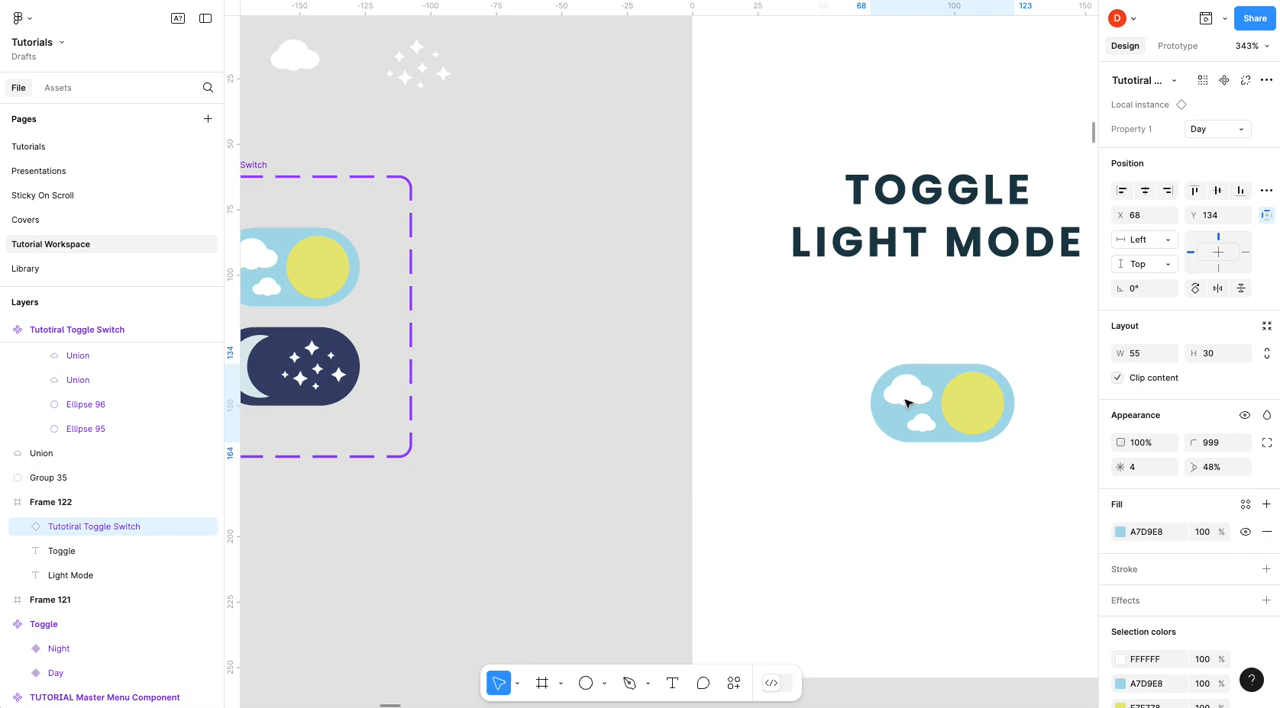 Tutorials
Drafts
File
Assets
Pages
Tutorials
Presentations
Sticky On Scroll
Covers
Tutorial Workspace
Library
Layers
Tutotiral Toggle Switch
Union
Union
Ellipse 96
Ellipse 95
Union
Group 35
Frame 122
Tutotiral Toggle Switch
Toggle
Light Mode
Frame 121
Toggle
Night
Day
TUTORIAL Master Menu Component
-150
-125
-100
-75
-50
-25
0
25
50
68
100
123
150
25
50
75
100
134
150
164
200
225
250
Switch
TOGGLE
LIGHT MODE
A?
D
Share
Design
Prototype
343%
Tutotiral ...
Local instance
Property 1
Day
Position
X 68
Y 134
Left
Top
0°
Layout
W 55
H 30
Clip content
Appearance
100%
999
4
48%
Fill
A7D9E8
100 %
Stroke
Effects
Selection colors
FFFFFF
100 %
A7D9E8
100 %
?